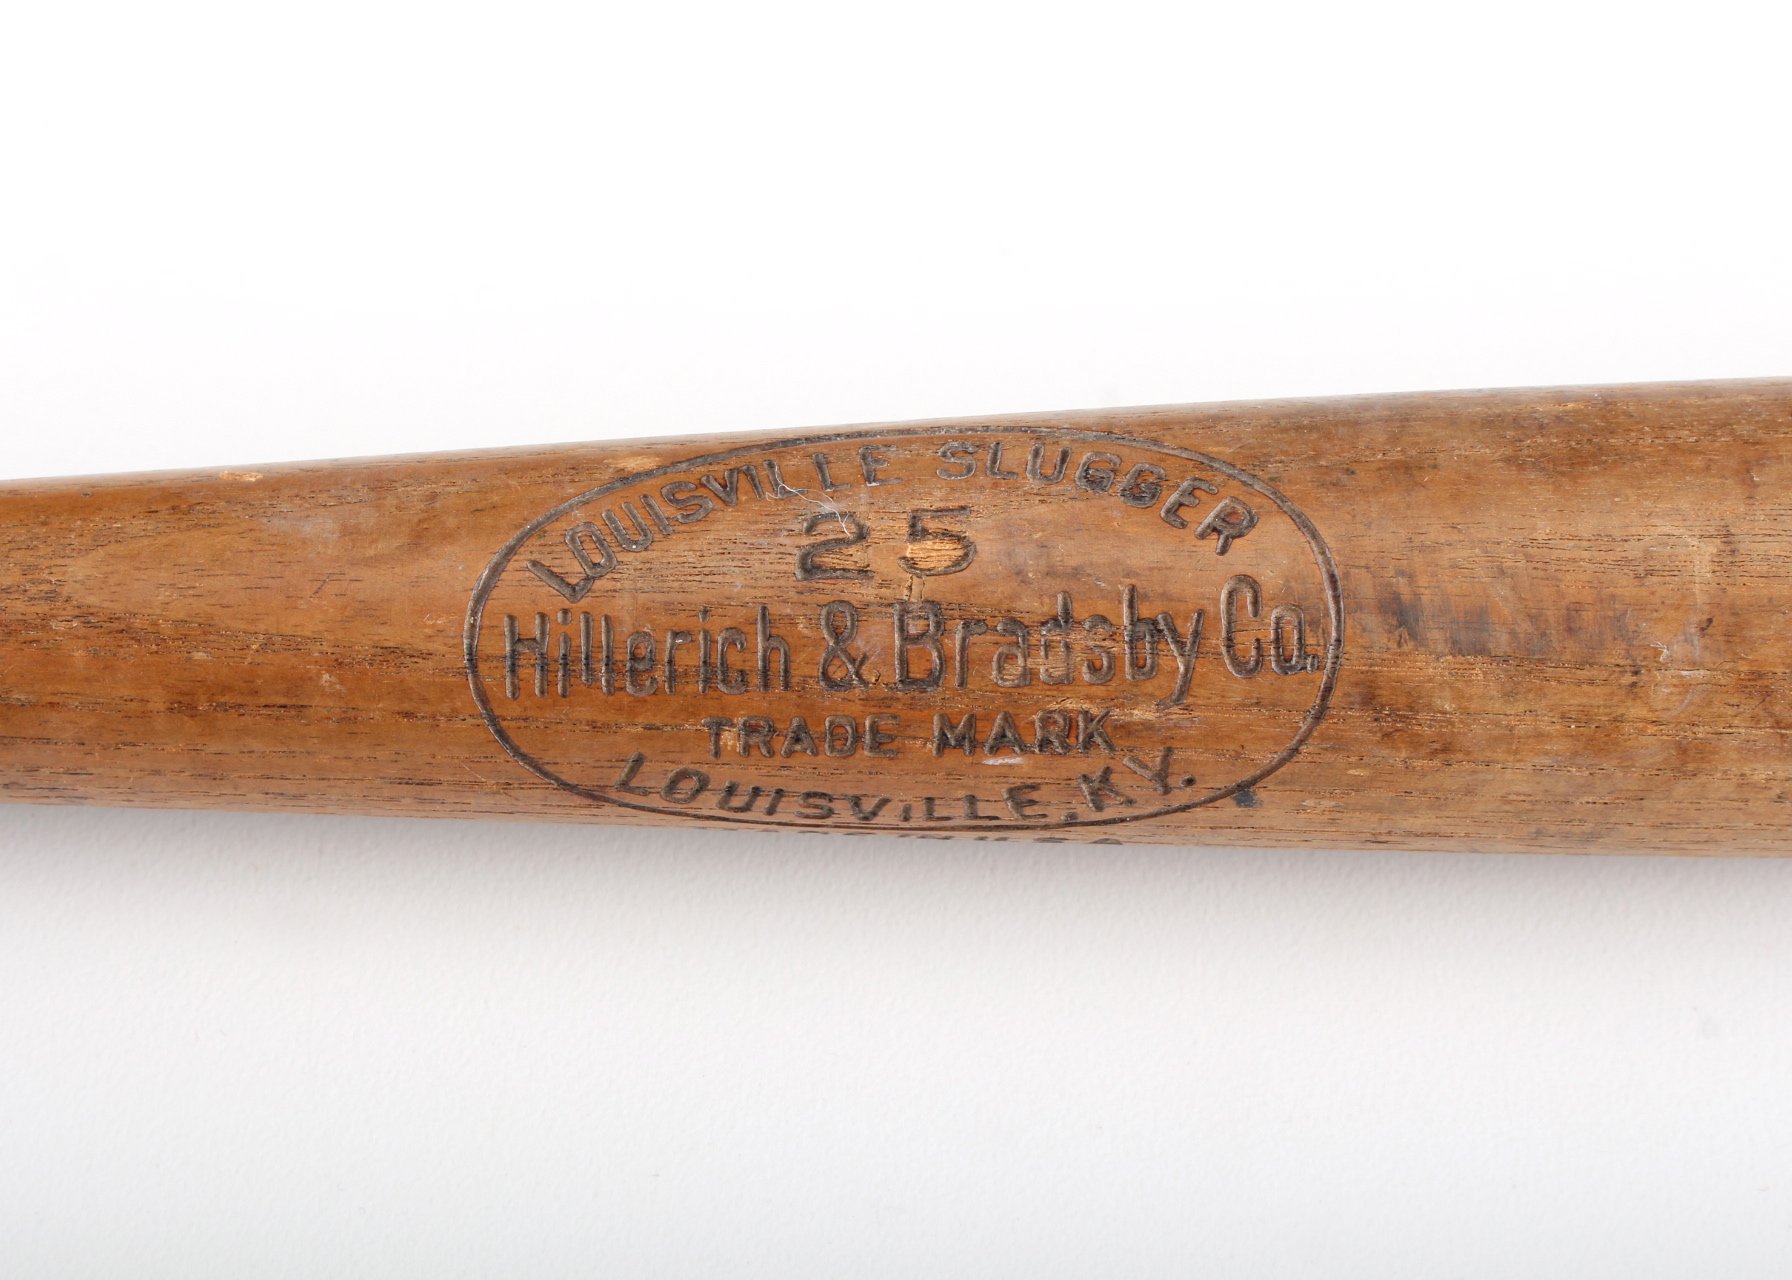 LOUISVILLE SLUGGER
25
Hillerich & Bradsby Co.
TRADE MARK
LOUISVILLE, KY.